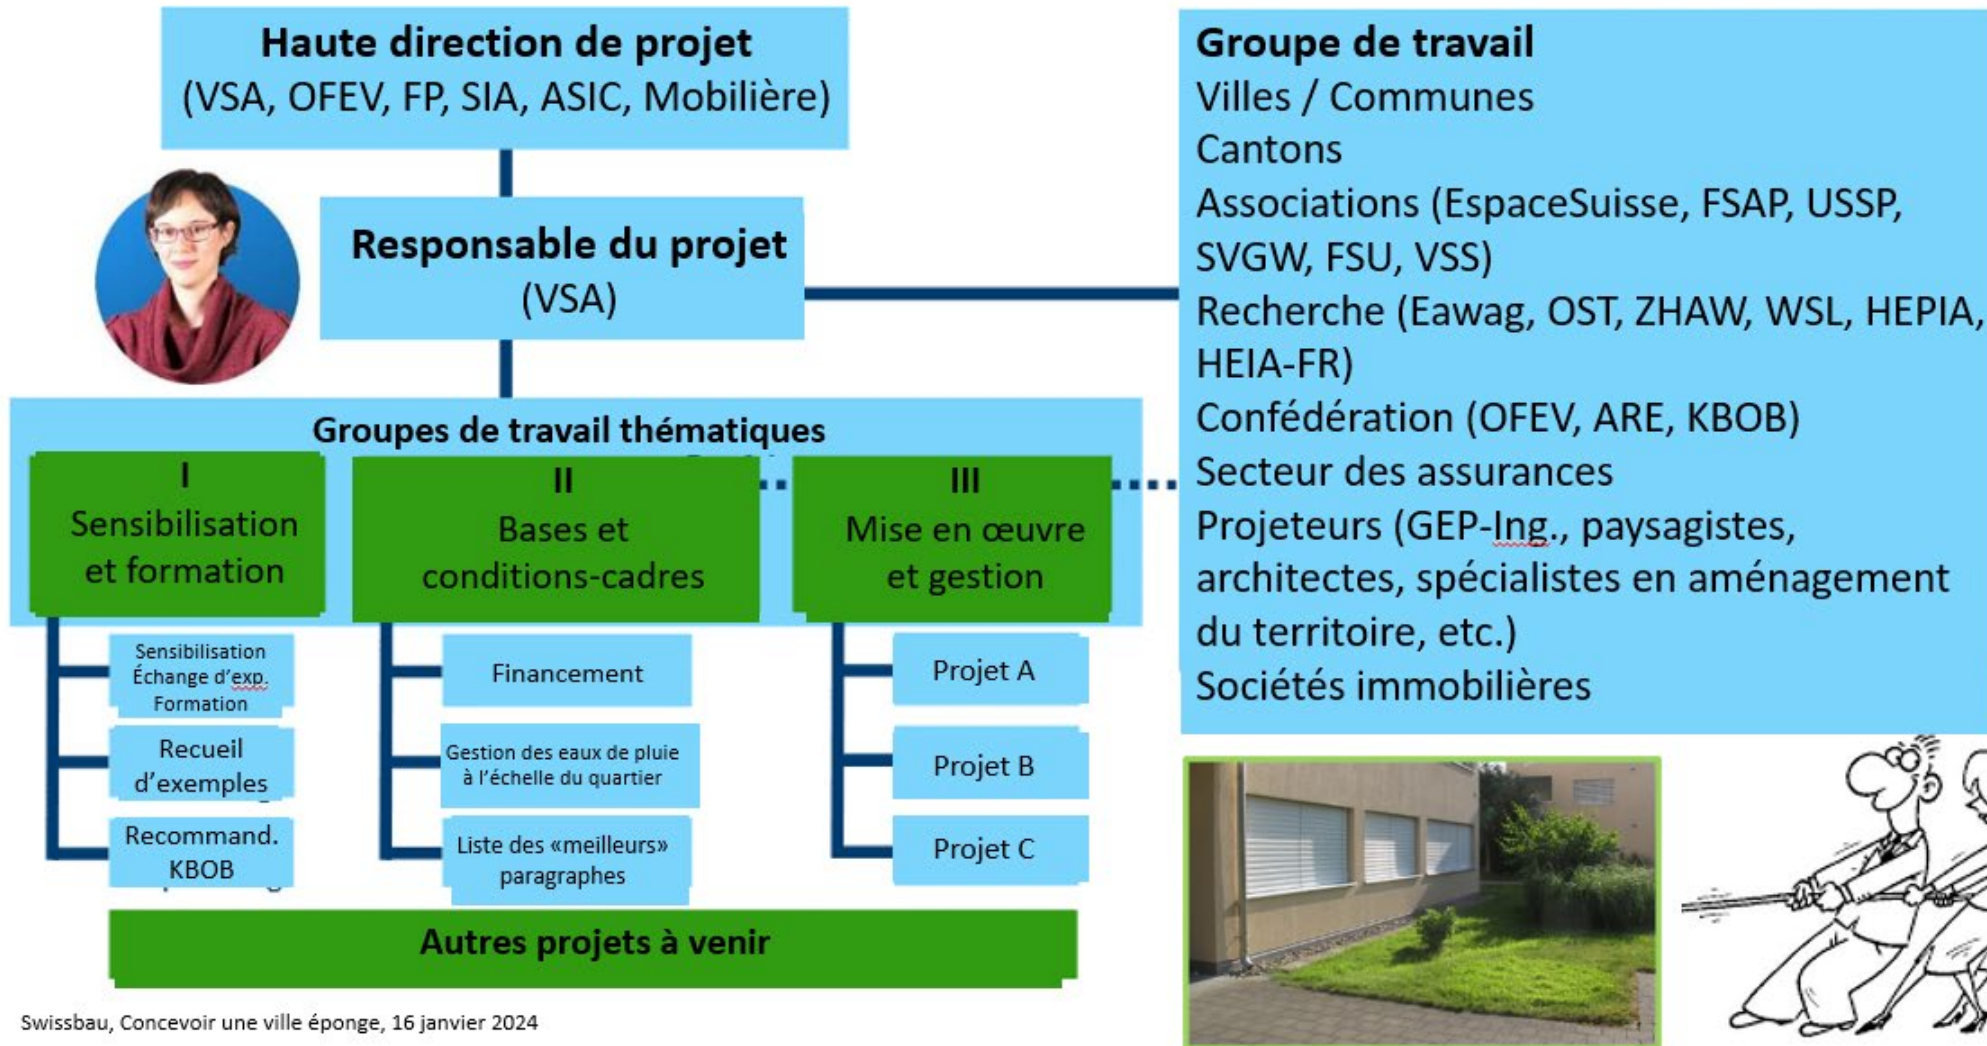 Haute direction de projet
(VSA, OFEV, FP, SIA, ASIC, Mobilière)
Responsable du projet
(VSA)
Groupe de travail
Villes / Communes
Cantons
Associations (EspaceSuisse, FSAP, USSP,
SVGW, FSU, VSS)
Recherche (Eawag, OST, ZHAW, WSL, HEPIA,
HEIA-FR)
Confédération (OFEV, ARE, KBOB)
Secteur des assurances
Projeteurs (GEP-Ing., paysagistes,
architectes, spécialistes en aménagement
du territoire, etc.)
Sociétés immobilières
Groupes de travail thématiques
I
Sensibilisation
et formation
II
Bases et
conditions-cadres
III
Mise en œuvre
et gestion
Sensibilisation
Échange d’exp.
Formation
Recueil
d’exemples
Recommand.
KBOB
Financement
Gestion des eaux de pluie
à l’échelle du quartier
Liste des «meilleurs»
paragraphes
Projet A
Projet B
Projet C
Autres projets à venir
Swissbau, Concevoir une ville éponge, 16 janvier 2024